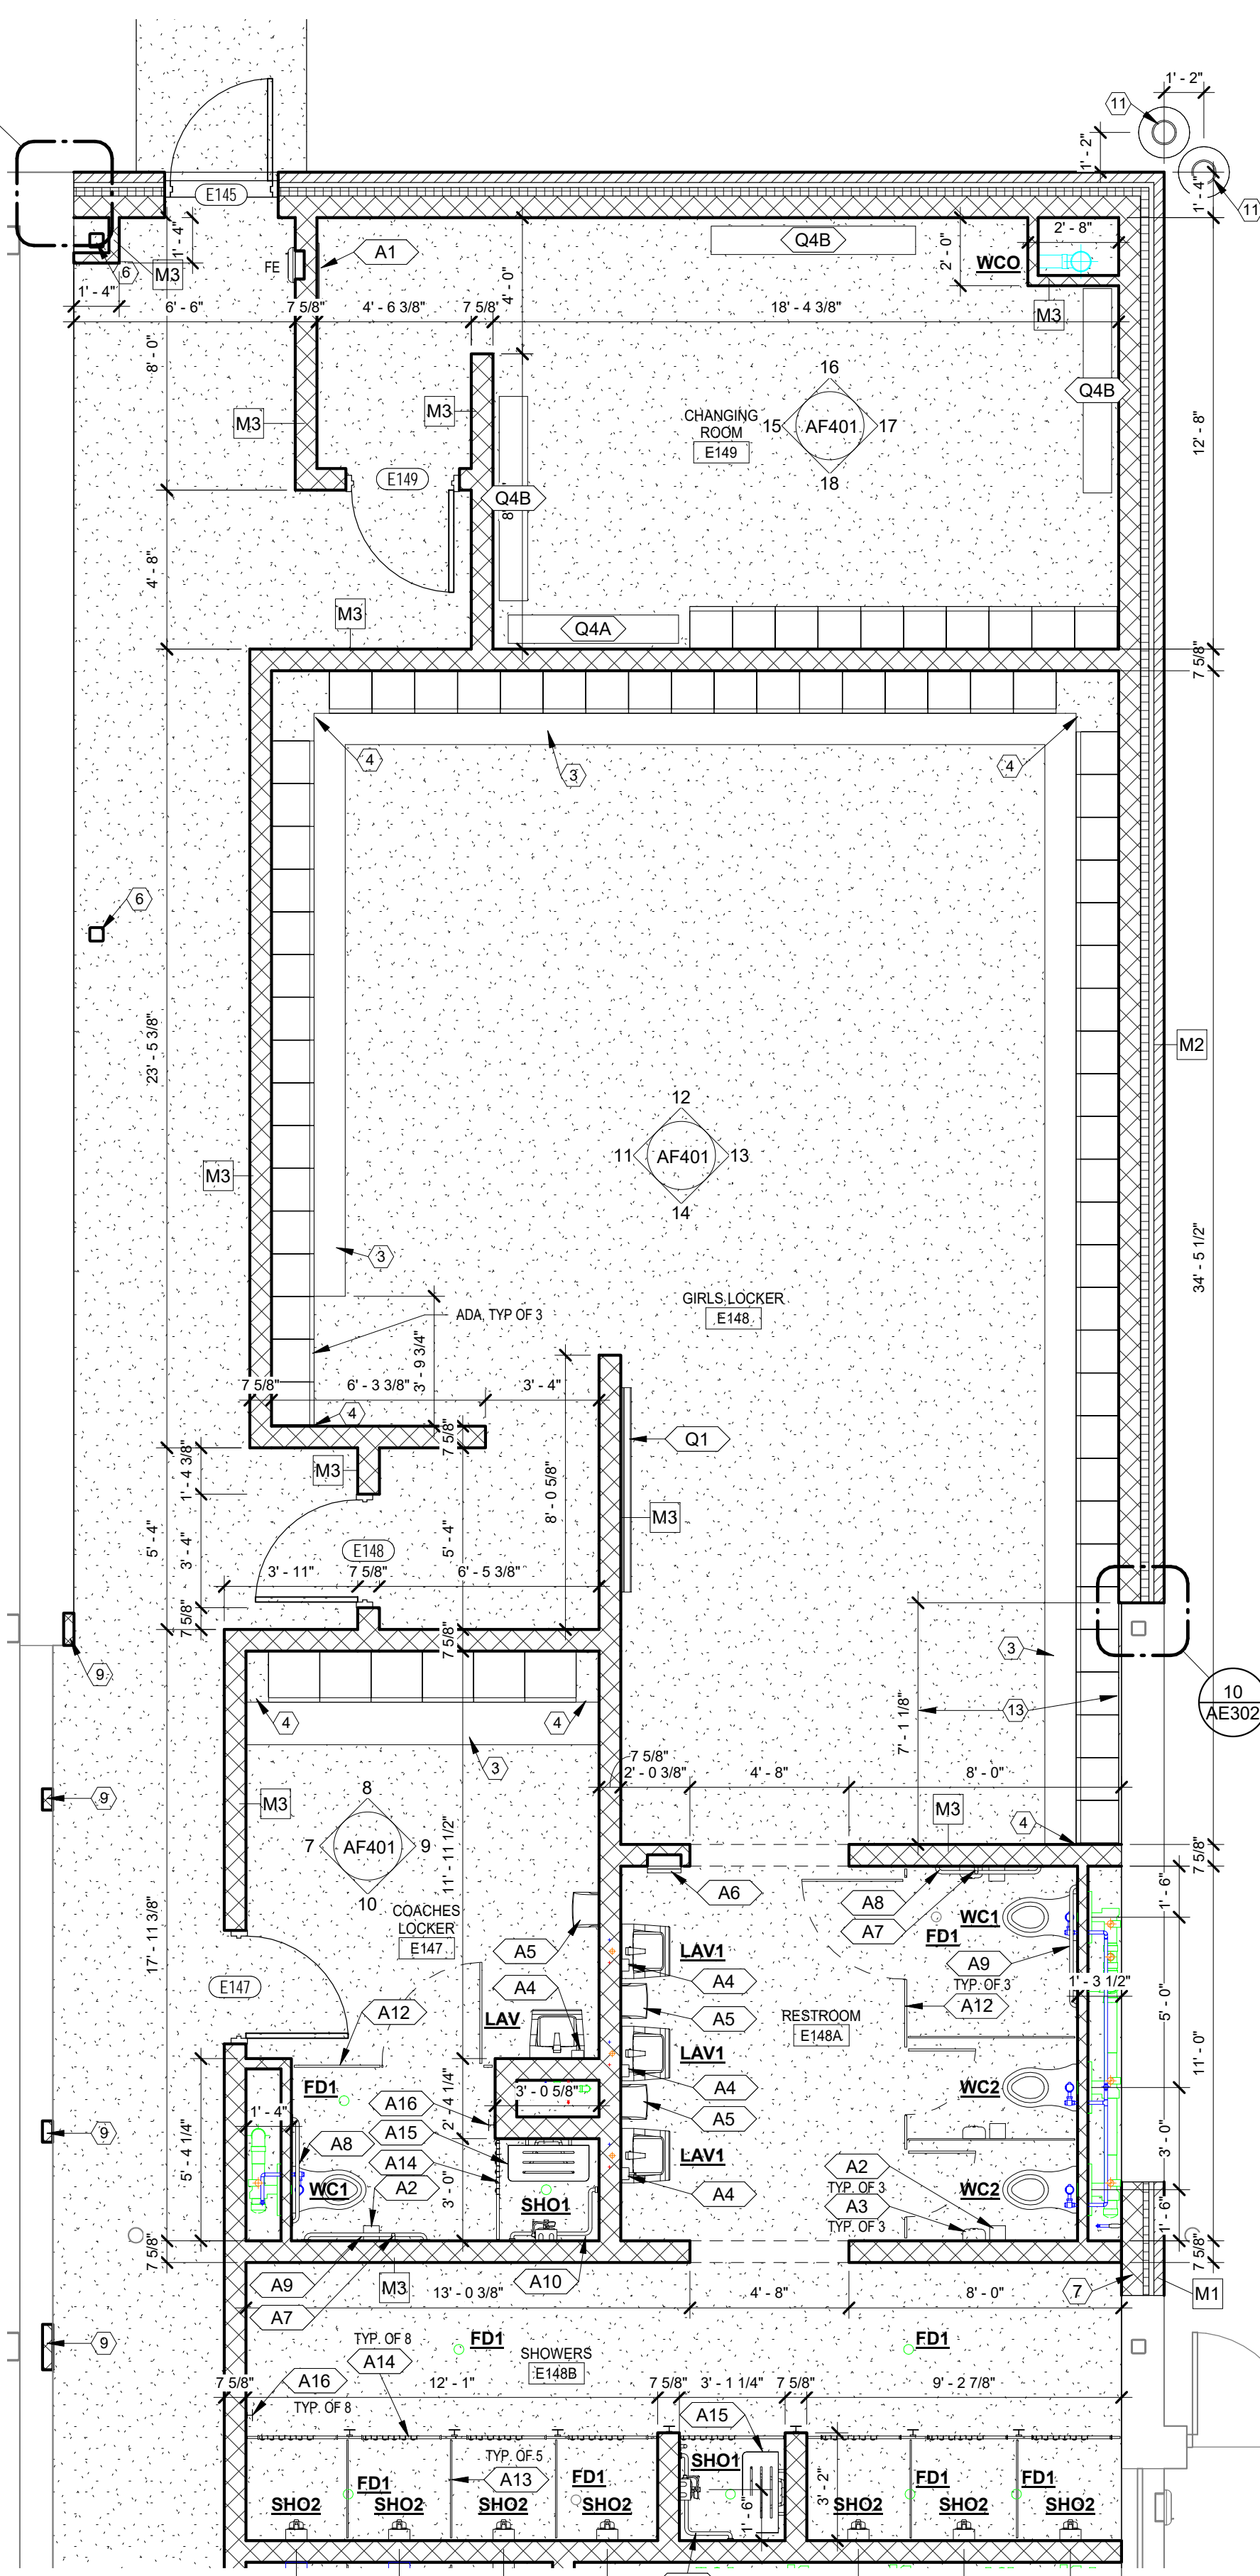 1' - 2"
11
1' - 2"
1' - 4"
11
E145
1' - 4"
6
M3
1' - 4"
FE
A1
Q4B
2' - 0"
WCO
2' - 8"
M3
6' - 6"
7 5/8"
4' - 6 3/8"
7 5/8"
4' - 0"
18' - 4 3/8"
8' - 0"
M3
M3
CHANGING
ROOM
E149
16
15
AF401
17
18
Q4B
12' - 8"
E149
Q4B
4' - 8"
M3
Q4A
7 5/8"
4
3
4
6
23' - 5 3/8"
M2
M3
12
11
AF401
13
14
34' - 5 1/2"
3
GIRLS LOCKER
E148
ADA, TYP OF 3
3' - 9 3/4"
7 5/8"
6' - 3 3/8"
3' - 4"
4
7 5/8"
Q1
1' - 4 3/8"
M3
8' - 0 5/8"
M3
5' - 4"
3' - 4"
E148
5' - 4"
3' - 11"
7 5/8"
6' - 5 3/8"
7 5/8"
7 5/8"
9
3
10
AE302
4
4
13
7' - 1 1/8"
3
7 5/8"
2' - 0 3/8"
4' - 8"
8' - 0"
9
M3
8
7
AF401
9
10
M3
4
7 5/8"
11' - 11 1/2"
17' - 11 3/8"
COACHES
LOCKER
E147
A6
A8
A7
WC1
FD1
1' - 6"
A5
A4
LAV1
A4
A9
TYP. OF 3
A12
1' - 3 1/2"
E147
A12
LAV
A5
RESTROOM
E148A
5' - 0"
11' - 0"
LAV1
A4
A5
WC2
FD1
3' - 0 5/8"
2' - 4 1/4"
1' - 4"
A16
A15
A14
A8
A2
WC1
5' - 4 1/4"
3' - 0"
SHO1
LAV1
A4
A2
TYP. OF 3
A3
TYP. OF 3
WC2
3' - 0"
1' - 6"
9
7 5/8"
7 5/8"
A9
A7
M3
A10
13' - 0 3/8"
4' - 8"
8' - 0"
7
M1
9
TYP. OF 8
A14
FD1
SHOWERS
E148B
FD1
A16
TYP. OF 8
7 5/8"
12' - 1"
7 5/8"
3' - 1 1/4"
7 5/8"
9' - 2 7/8"
A15
TYP. OF 5
A13
SHO1
3' - 2"
1' - 6"
FD1
FD1
FD1
FD1
SHO2
SHO2
SHO2
SHO2
SHO2
SHO2
SHO2